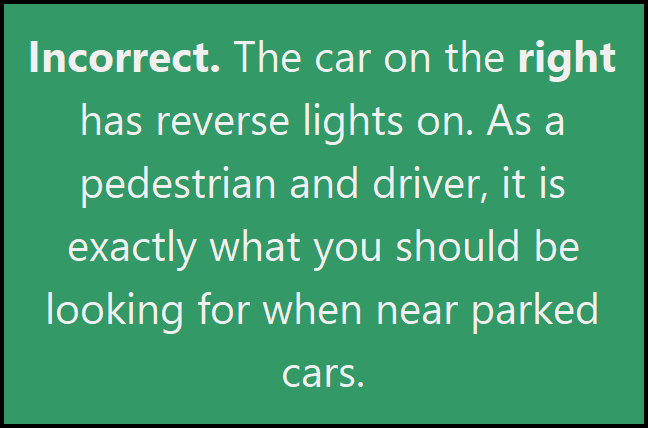 Incorrect. The car on the right
has reverse lights on. As a
pedestrian and driver, it is
exactly what you should be
looking for when near parked
cars.